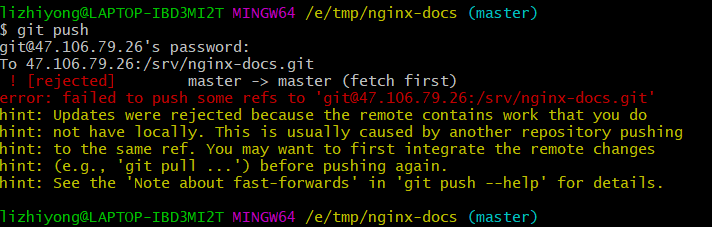 lizhiyong@LAPTOP-IBD3MI2T MINGW64 /e/tmp/nginx-docs (master)
$ git push
git@47.106.79.26's password:
To 47.106.79.26:/srv/nginx-docs.git
 ! [rejected]        master -> master (fetch first)
error: failed to push some refs to 'git@47.106.79.26:/srv/nginx-docs.git'
hint: Updates were rejected because the remote contains work that you do
hint: not have locally. This is usually caused by another repository pushing
hint: to the same ref. You may want to first integrate the remote changes
hint: (e.g., 'git pull ...') before pushing again.
hint: See the 'Note about fast-forwards' in 'git push --help' for details.
lizhiyong@LAPTOP-IBD3MI2T MINGW64 /e/tmp/nginx-docs (master)